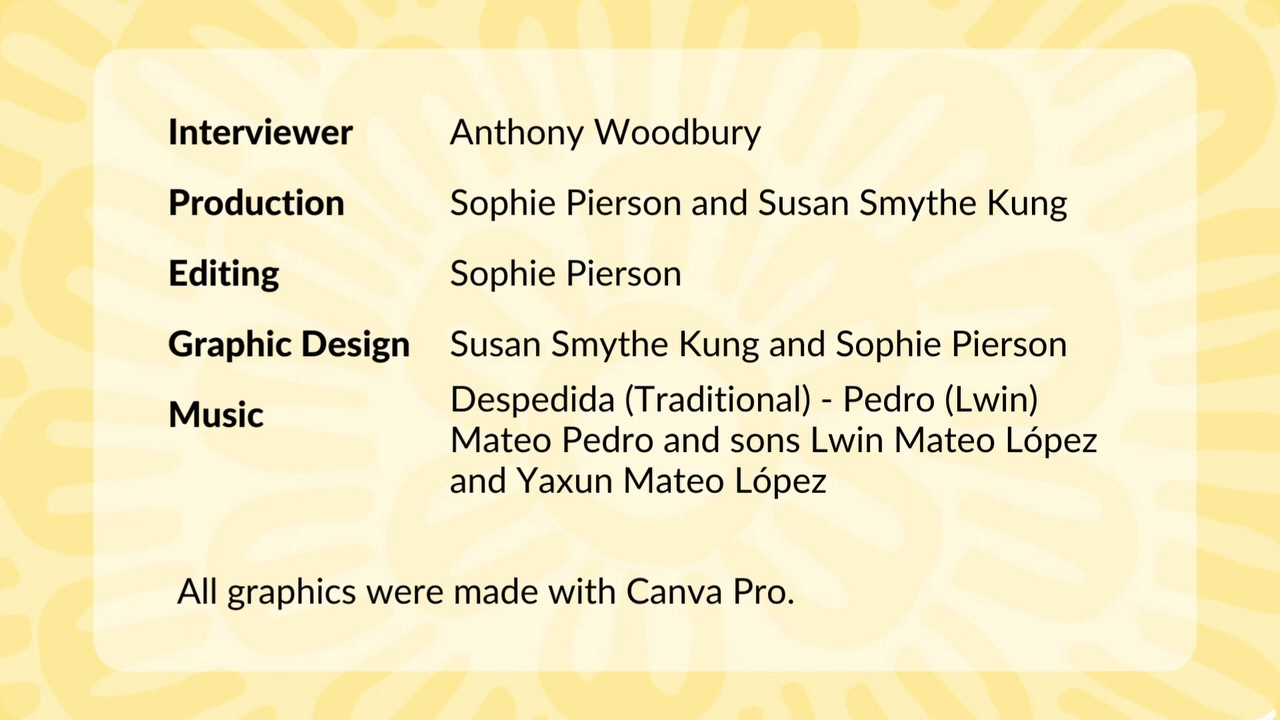 Interviewer Anthony Woodbury
Production Sophie Pierson and Susan Smythe Kung
Editing Sophie Pierson
Graphic Design Susan Smythe Kung and Sophie Pierson
Music Despedida (Traditional) - Pedro (Lwin)
Mateo Pedro and sons Lwin Mateo López
and Yaxun Mateo López
All graphics were made with Canva Pro.